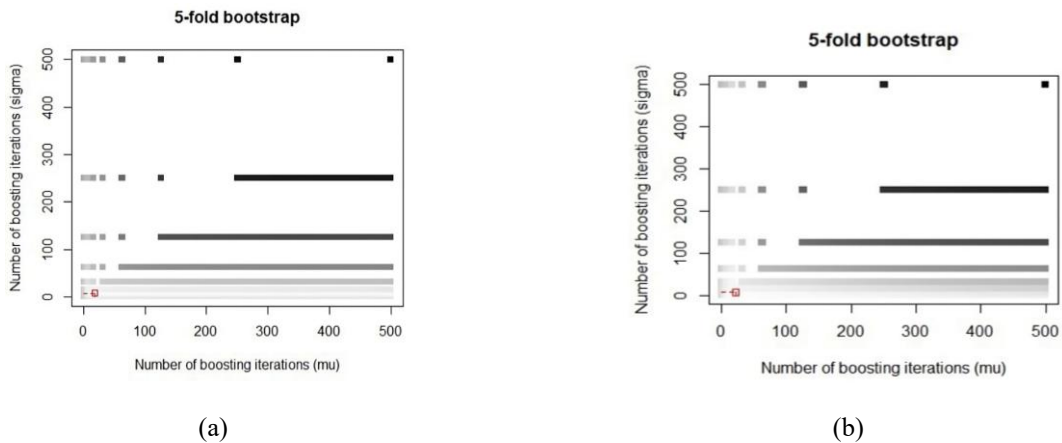 5-fold bootstrap
Number of boosting iterations (sigma)
500
400
300
200
100
0
0 100 200 300 400 500
Number of boosting iterations (mu)
(a)
5-fold bootstrap
Number of boosting iterations (sigma)
500
400
300
200
100
0
0 100 200 300 400 500
Number of boosting iterations (mu)
(b)